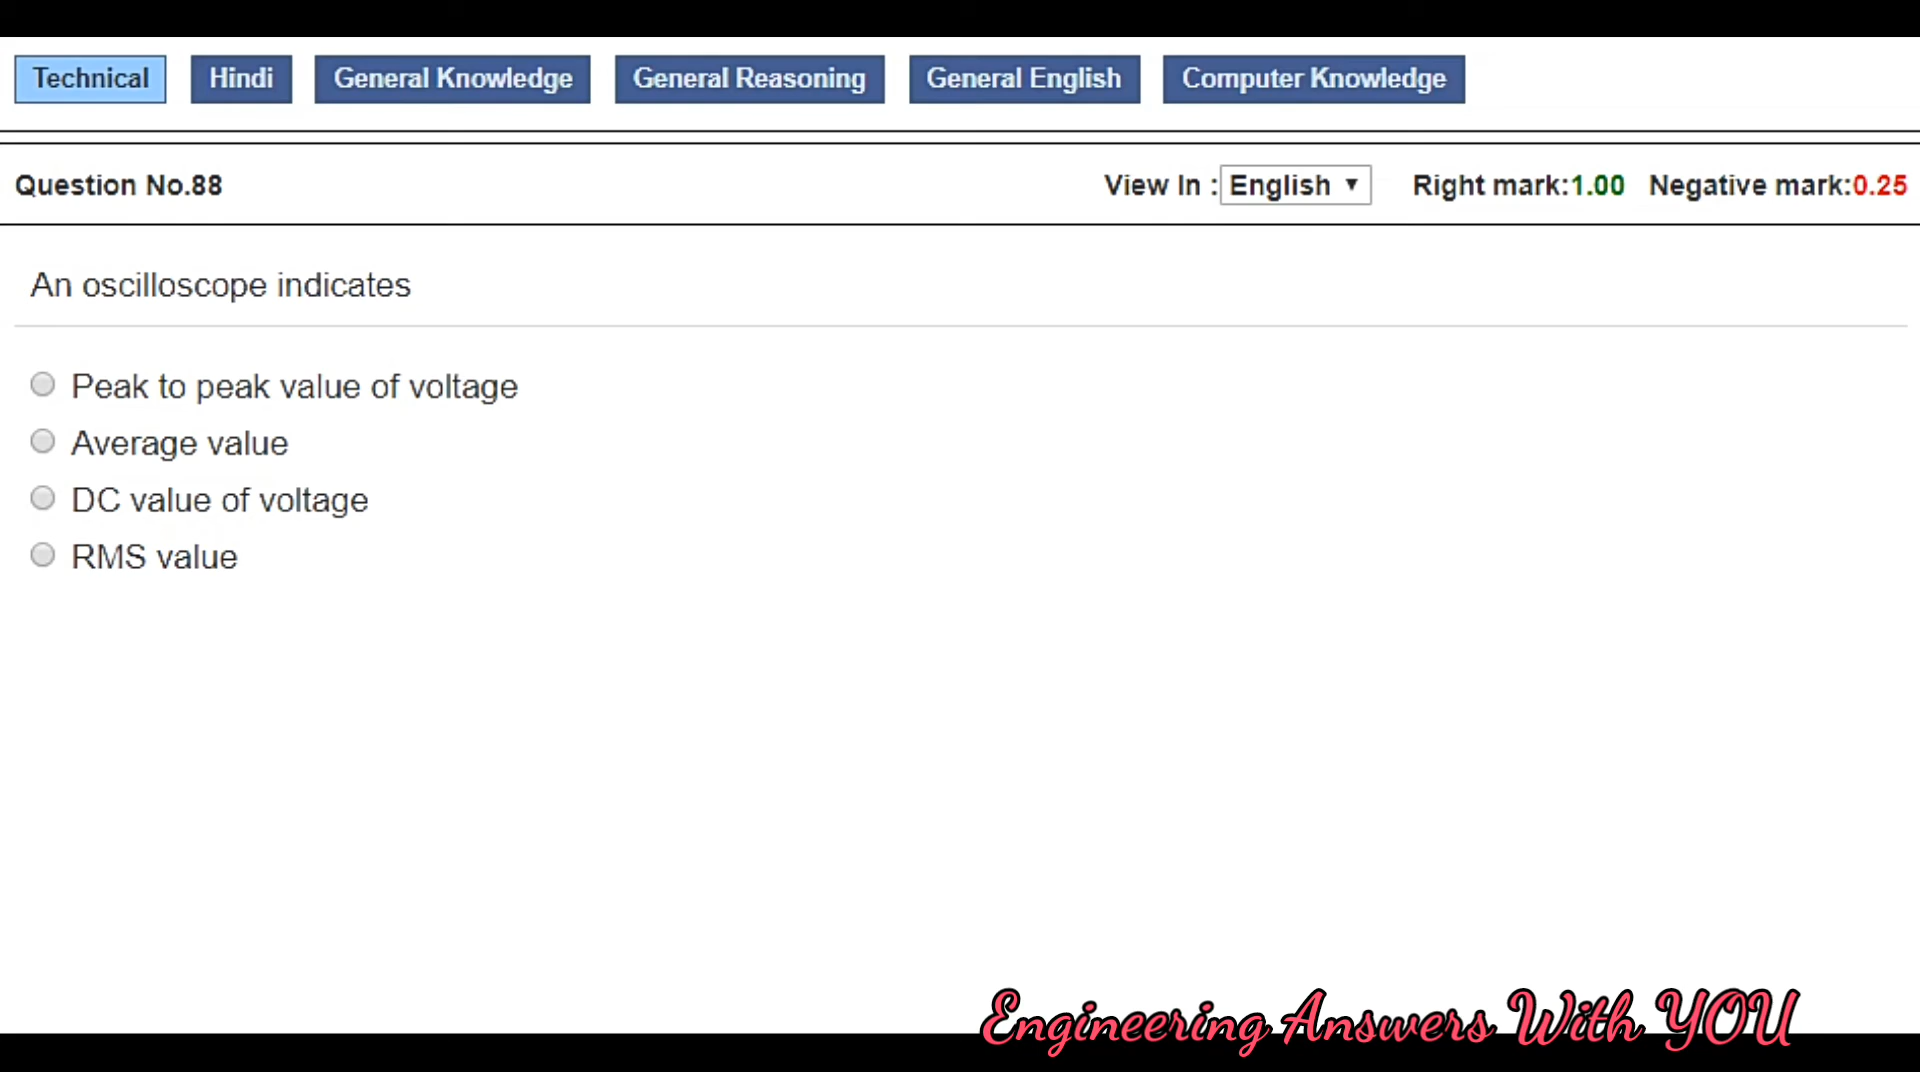 Technical Hindi General Knowledge General Reasoning General English Computer Knowledge
Question No.88 View In : English ▼ Right mark:1.00 Negative mark:0.25
An oscilloscope indicates
Peak to peak value of voltage
Average value
DC value of voltage
RMS value
Engineering Answers With YOU